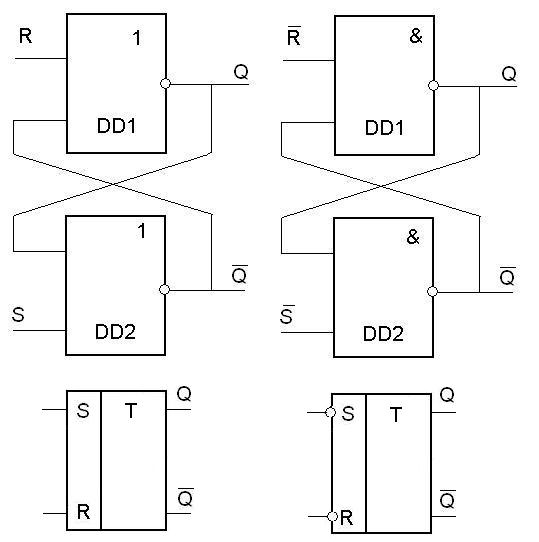 R 1 Q
DD1
1 Q̅
S DD2
R̅ & Q
DD1
& Q̅
S̅ DD2
S T Q
R Q̅
S T Q
R Q̅